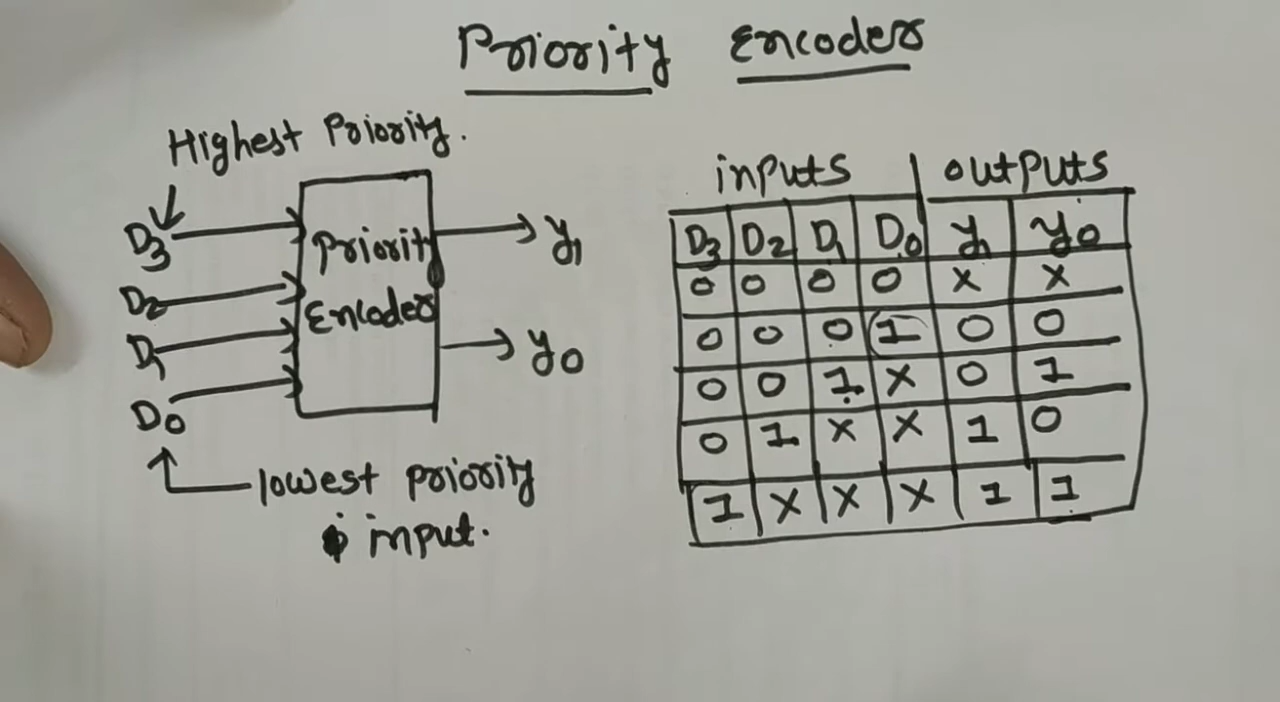 Priority Encoder
Highest Priority.
D3
D2
D1
D0
Priority
Encoder
y1
y0
lowest priority
input.
inputs | outputs
D3 D2 D1 D0 y1 y0
0 0 0 0 x x
0 0 0 1 0 0
0 0 1 x 0 1
0 1 x x 1 0
1 x x x 1 1